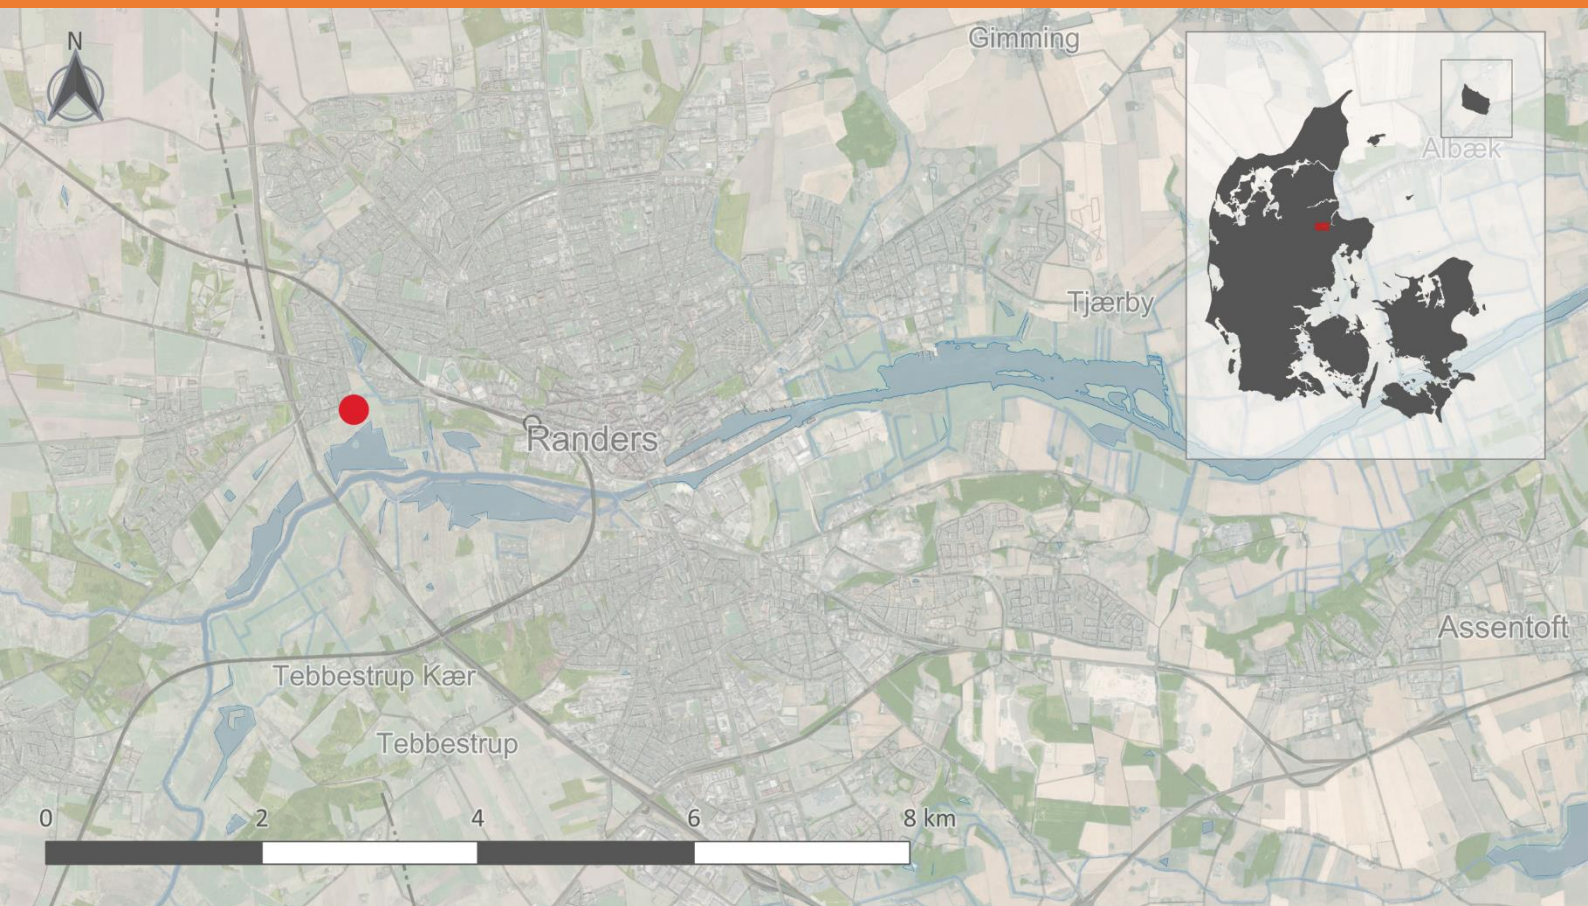 N
Gimming
Albæk
Tjærby
Randers
Assentoft
Tebbestrup Kær
Tebbestrup
0 2 4 6 8 km